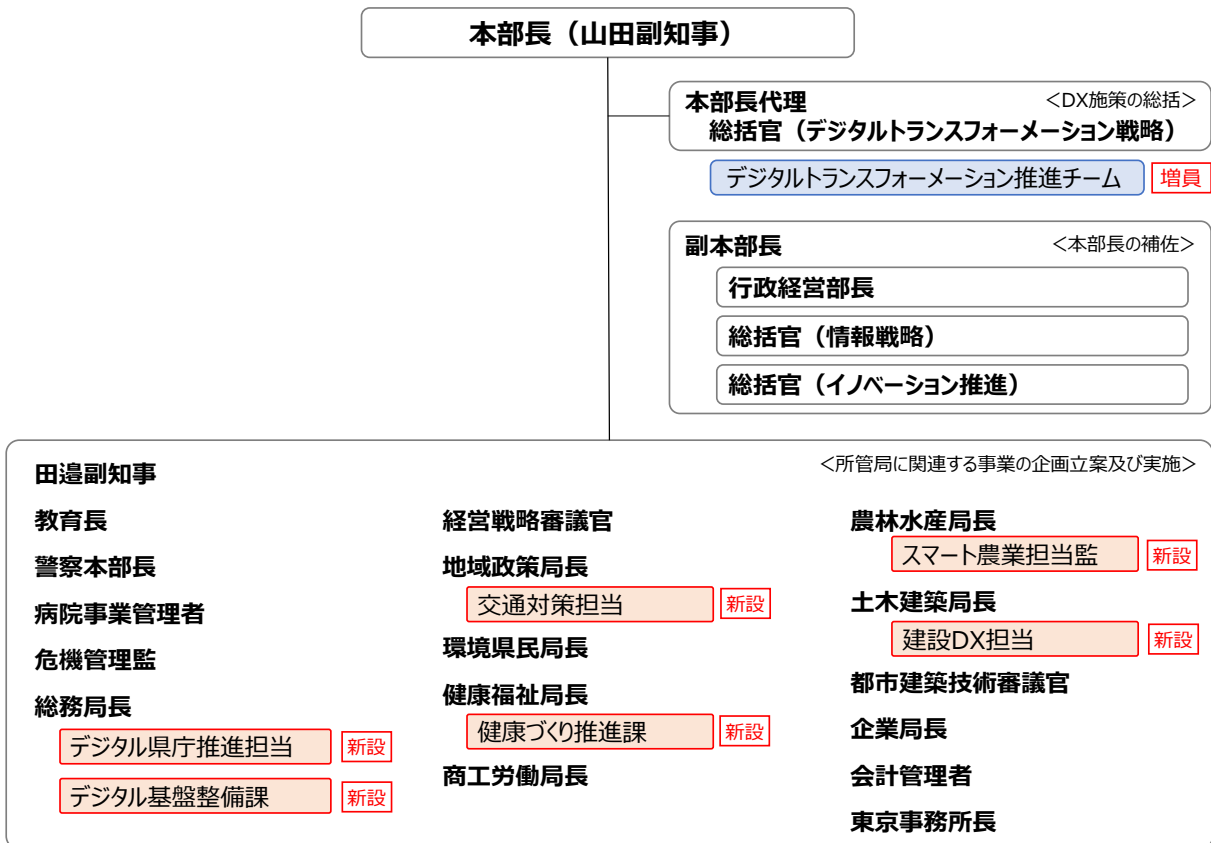 本部長（山田副知事）
本部長代理 <DX施策の総括>
総括官（デジタルトランスフォーメーション戦略）
デジタルトランスフォーメーション推進チーム 増員
副本部長 <本部長の補佐>
行政経営部長
総括官（情報戦略）
総括官（イノベーション推進）
<所管局に関連する事業の企画立案及び実施>
田邉副知事
教育長
警察本部長
病院事業管理者
危機管理監
総務局長
デジタル県庁推進担当 新設
デジタル基盤整備課 新設
経営戦略審議官
地域政策局長
交通対策担当 新設
環境県民局長
健康福祉局長
健康づくり推進課 新設
商工労働局長
農林水産局長
スマート農業担当監 新設
土木建築局長
建設DX担当 新設
都市建築技術審議官
企業局長
会計管理者
東京事務所長